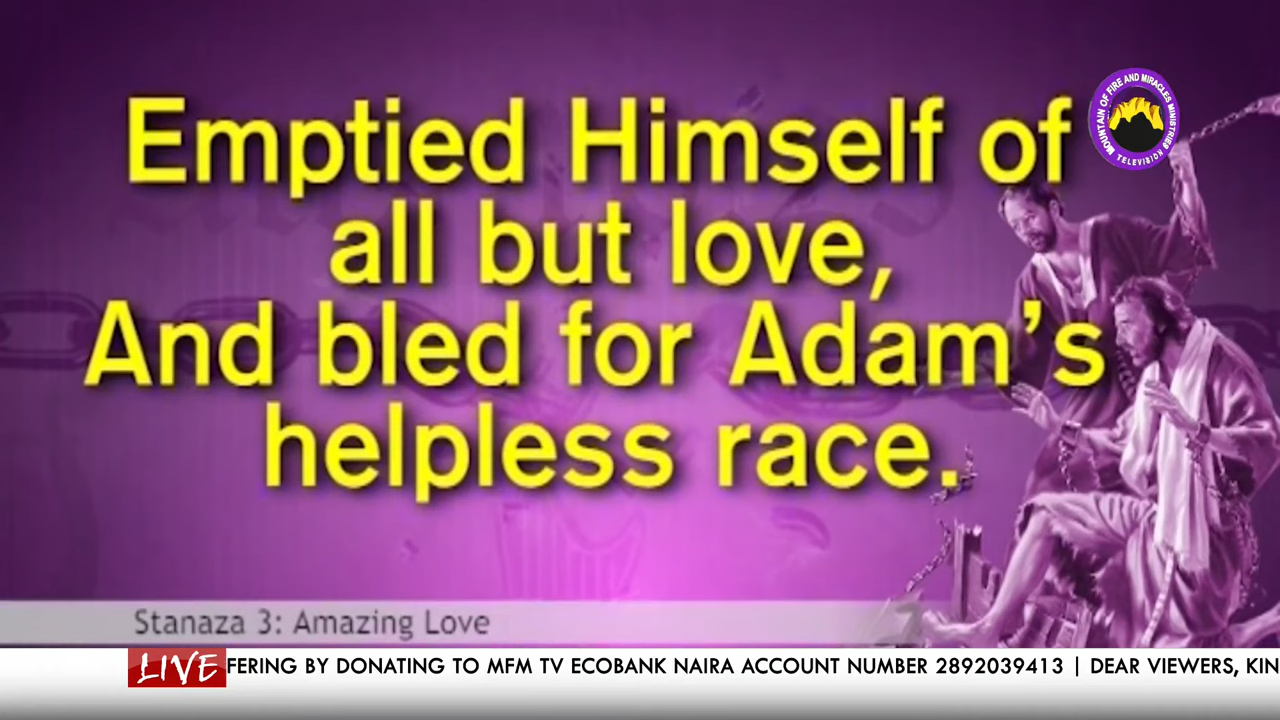 Emptied Himself of
all but love,
And bled for Adam's
helpless race.
MOUNTAIN OF FIRE AND MIRACLES MINISTRIES
TELEVISION
Stanaza 3: Amazing Love
LIVE
FERING BY DONATING TO MFM TV ECOBANK NAIRA ACCOUNT NUMBER 2892039413 | DEAR VIEWERS, KIN